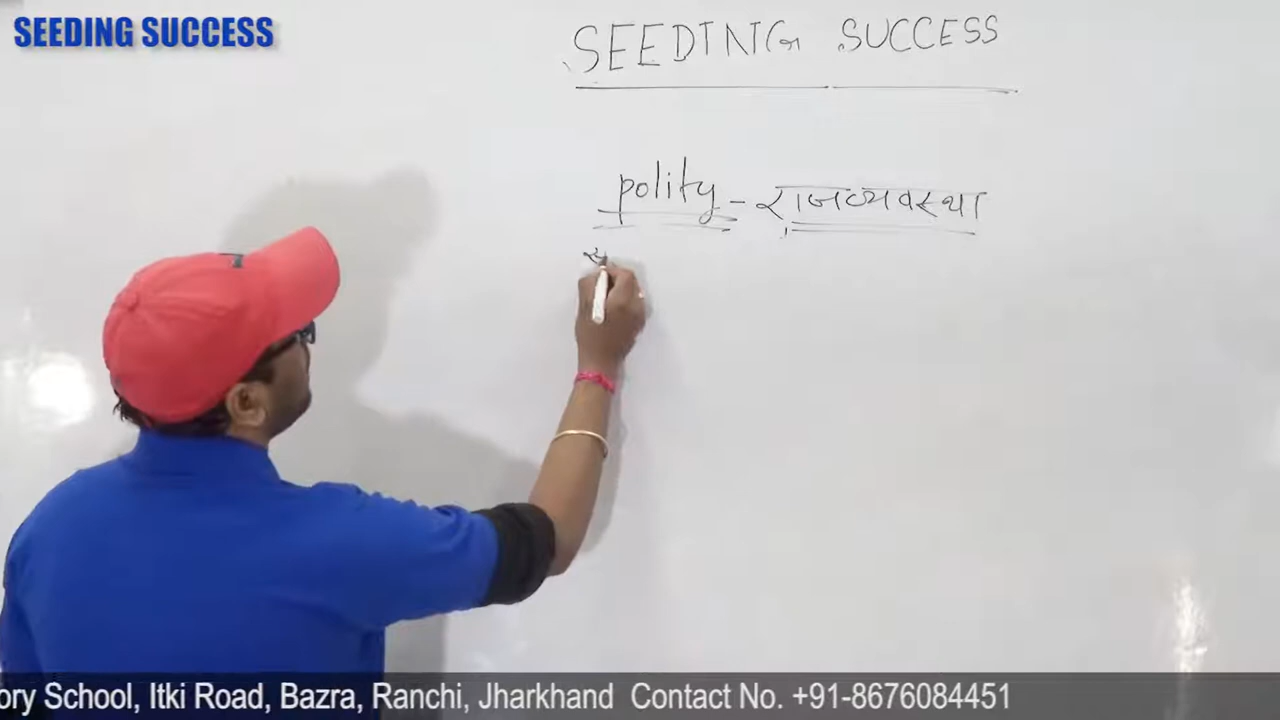 SEEDING SUCCESS
SEEDING SUCCESS
polity - राजव्यवस्था
ory School, Itki Road, Bazra, Ranchi, Jharkhand Contact No. +91-8676084451